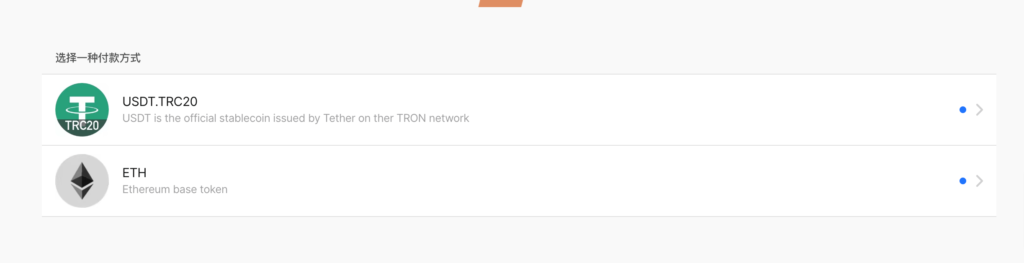 选择一种付款方式
TRC20
USDT.TRC20
USDT is the official stablecoin issued by Tether on ther TRON network
ETH
Ethereum base token